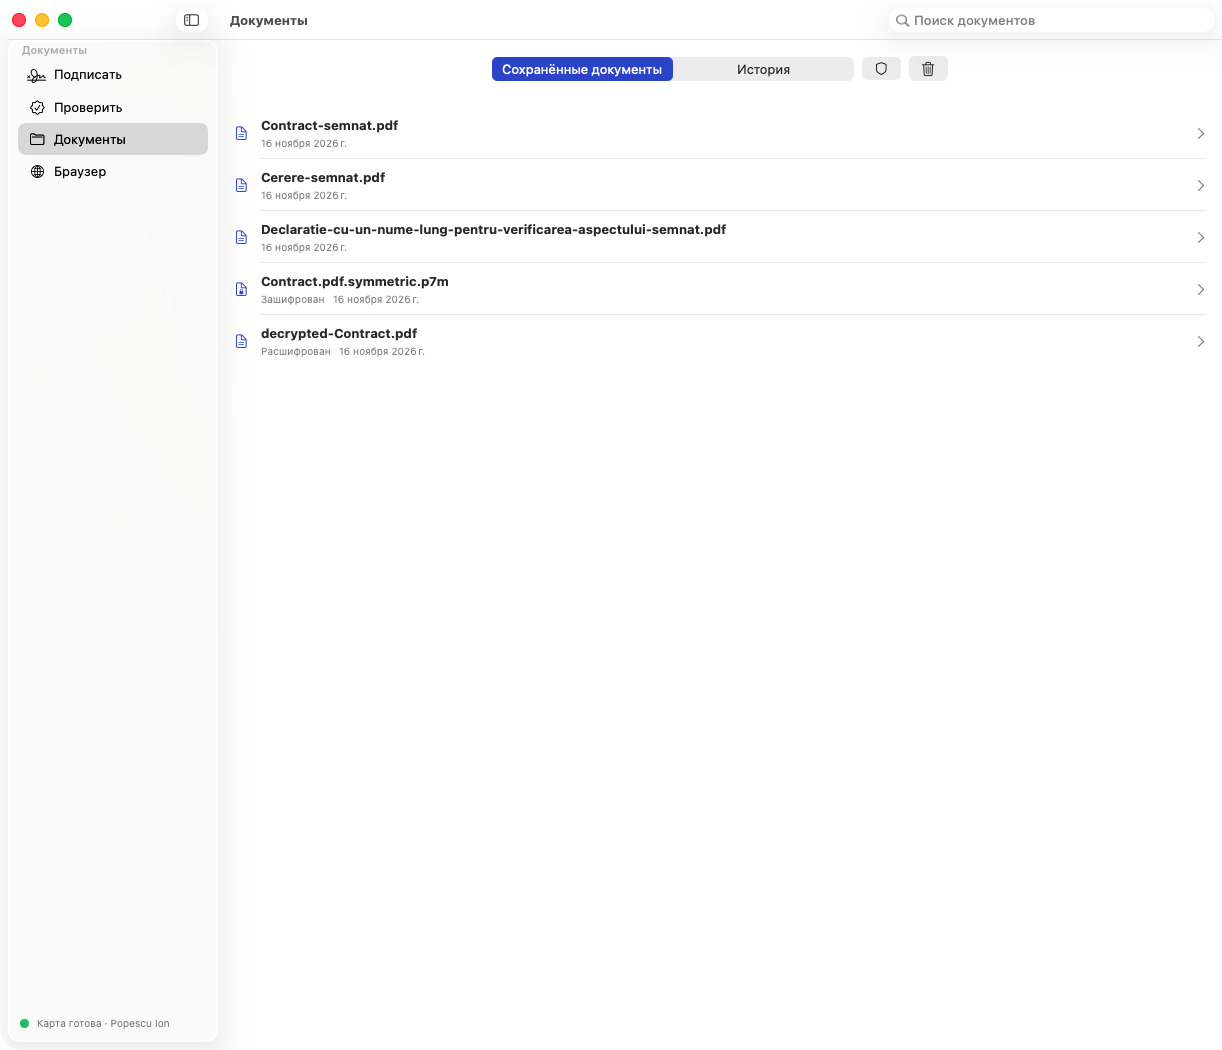 Документы
Поиск документов
Документы
Подписать
Проверить
Документы
Браузер
Сохранённые документы
История
Contract-semnat.pdf
16 ноября 2026 г.
Cerere-semnat.pdf
16 ноября 2026 г.
Declaratie-cu-un-nume-lung-pentru-verificarea-aspectului-semnat.pdf
16 ноября 2026 г.
Contract.pdf.symmetric.p7m
Зашифрован 16 ноября 2026 г.
decrypted-Contract.pdf
Расшифрован 16 ноября 2026 г.
Карта готова · Popescu Ion